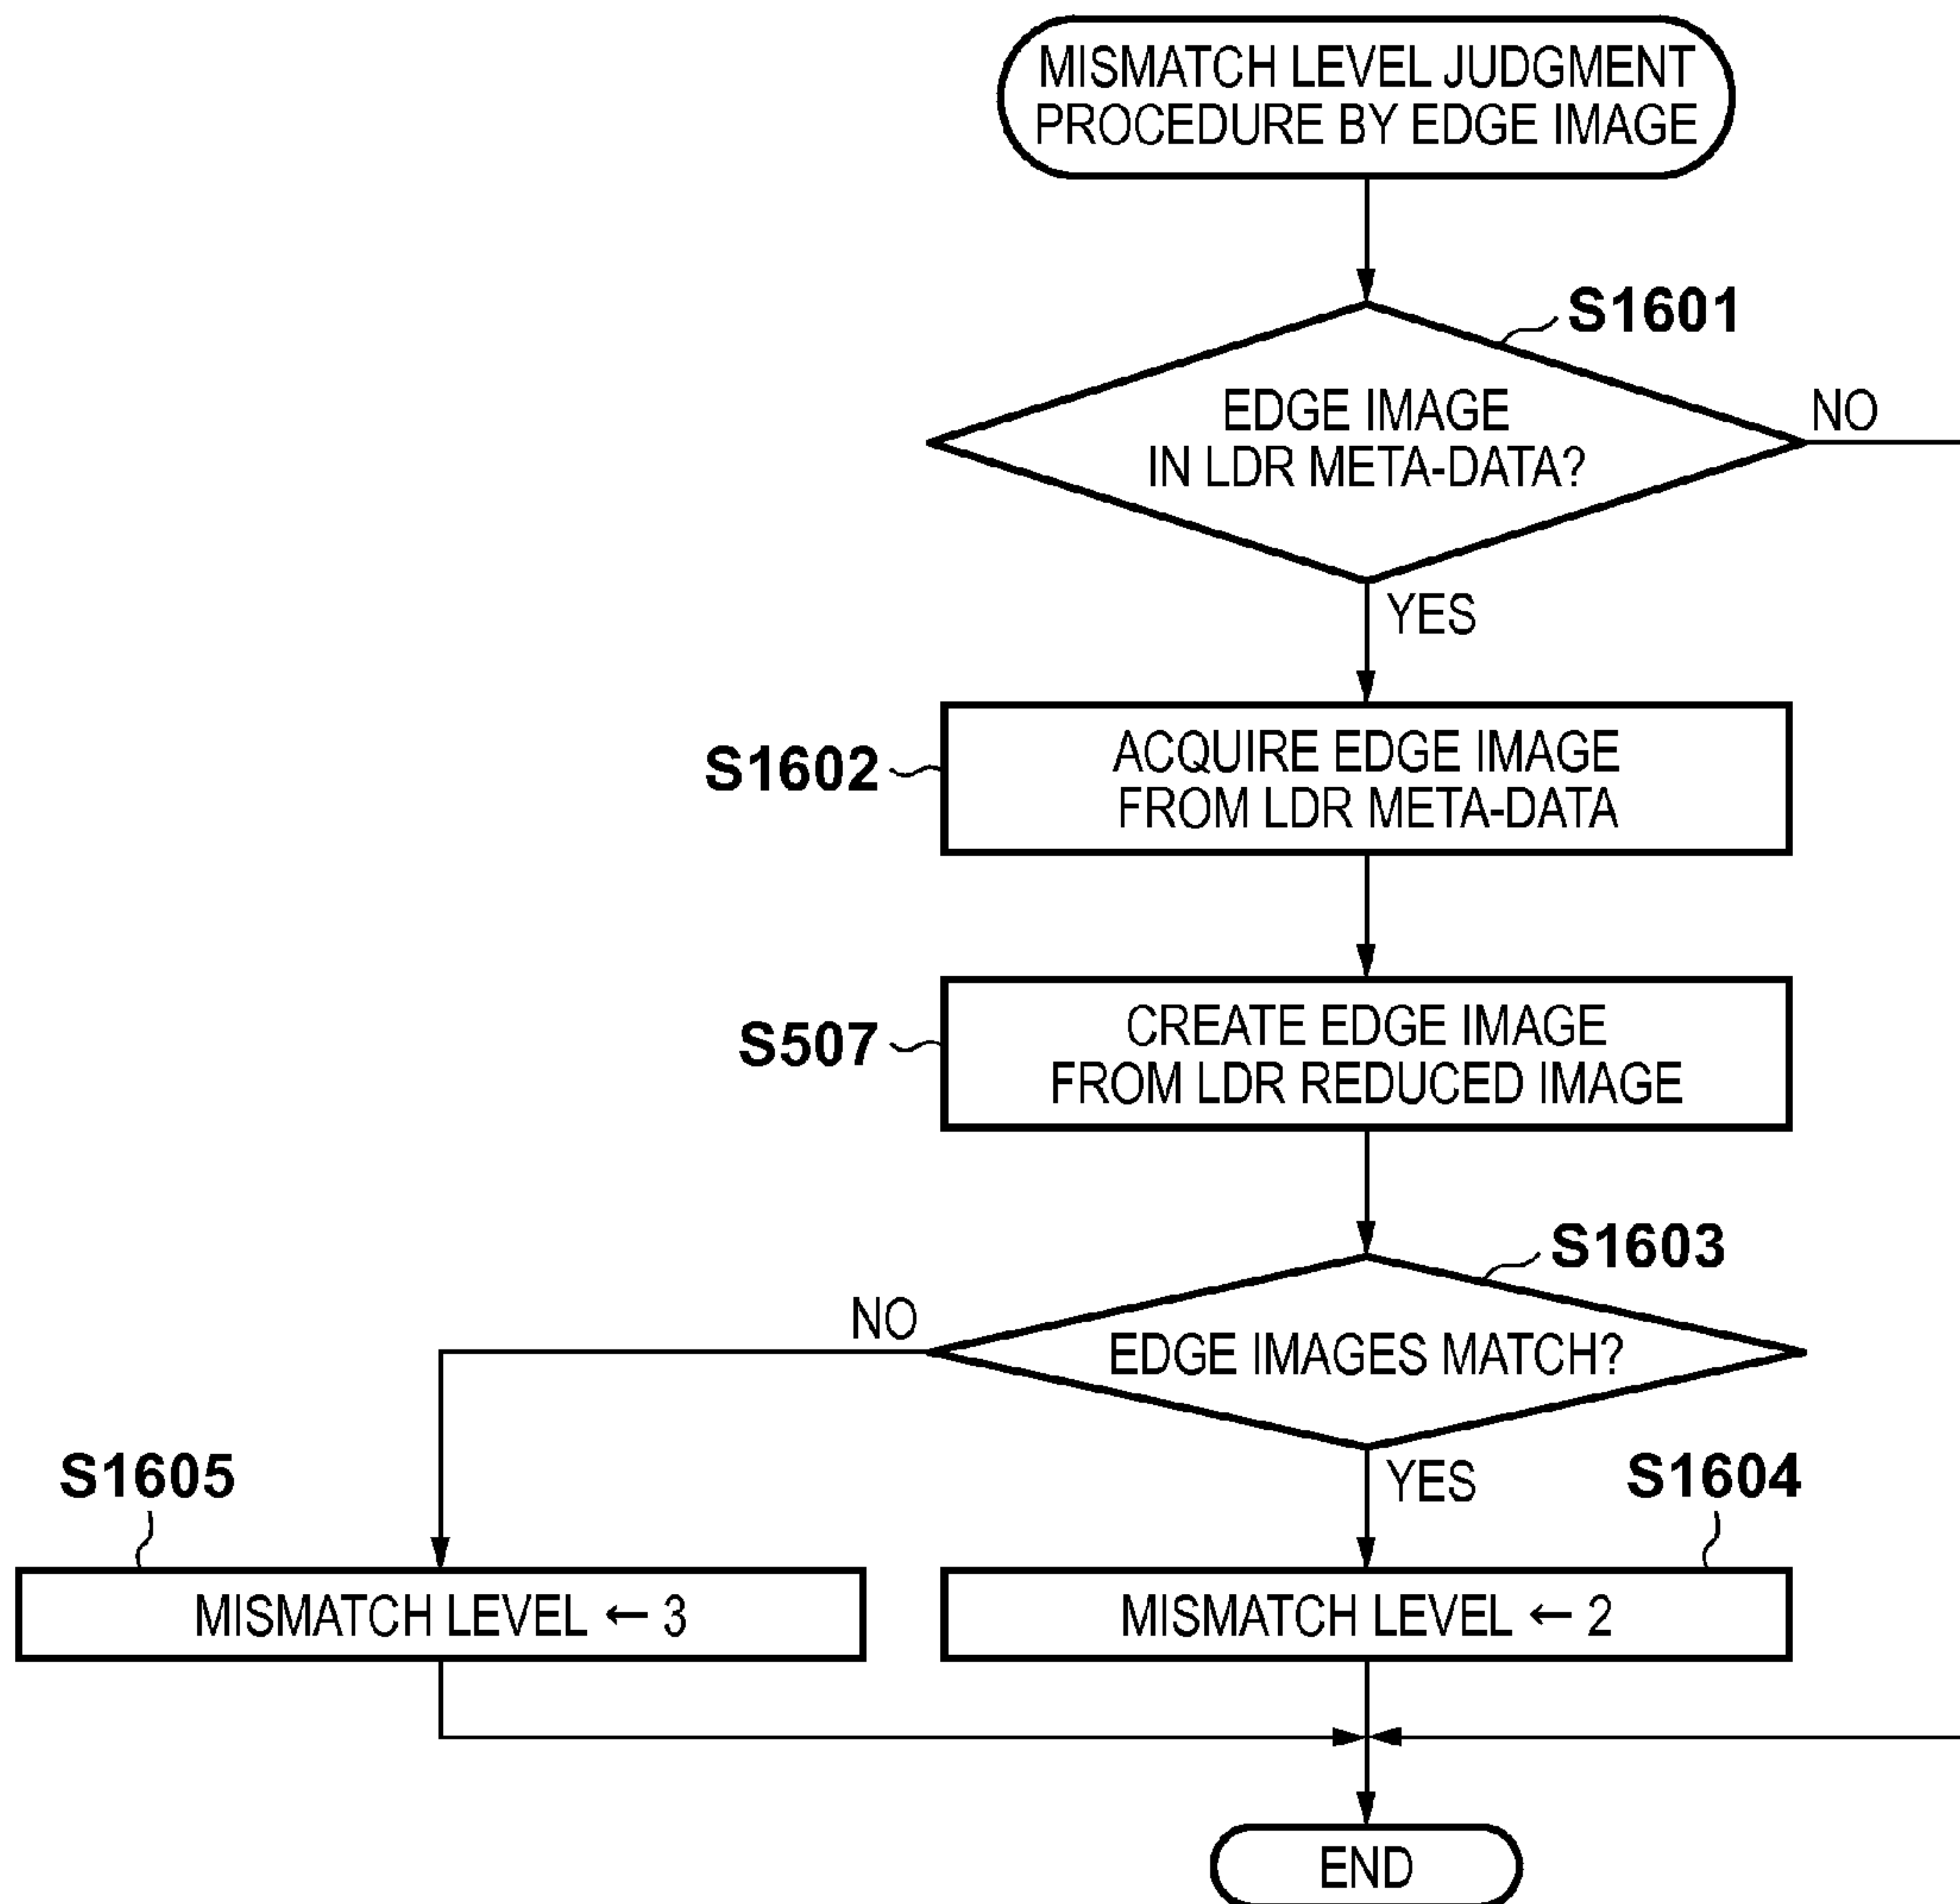 MISMATCH LEVEL JUDGMENT
PROCEDURE BY EDGE IMAGE
S1601
EDGE IMAGE
IN LDR META-DATA?
NO
YES
S1602
ACQUIRE EDGE IMAGE
FROM LDR META-DATA
S507
CREATE EDGE IMAGE
FROM LDR REDUCED IMAGE
S1603
NO
EDGE IMAGES MATCH?
YES
S1605
S1604
MISMATCH LEVEL ← 3
MISMATCH LEVEL ← 2
END